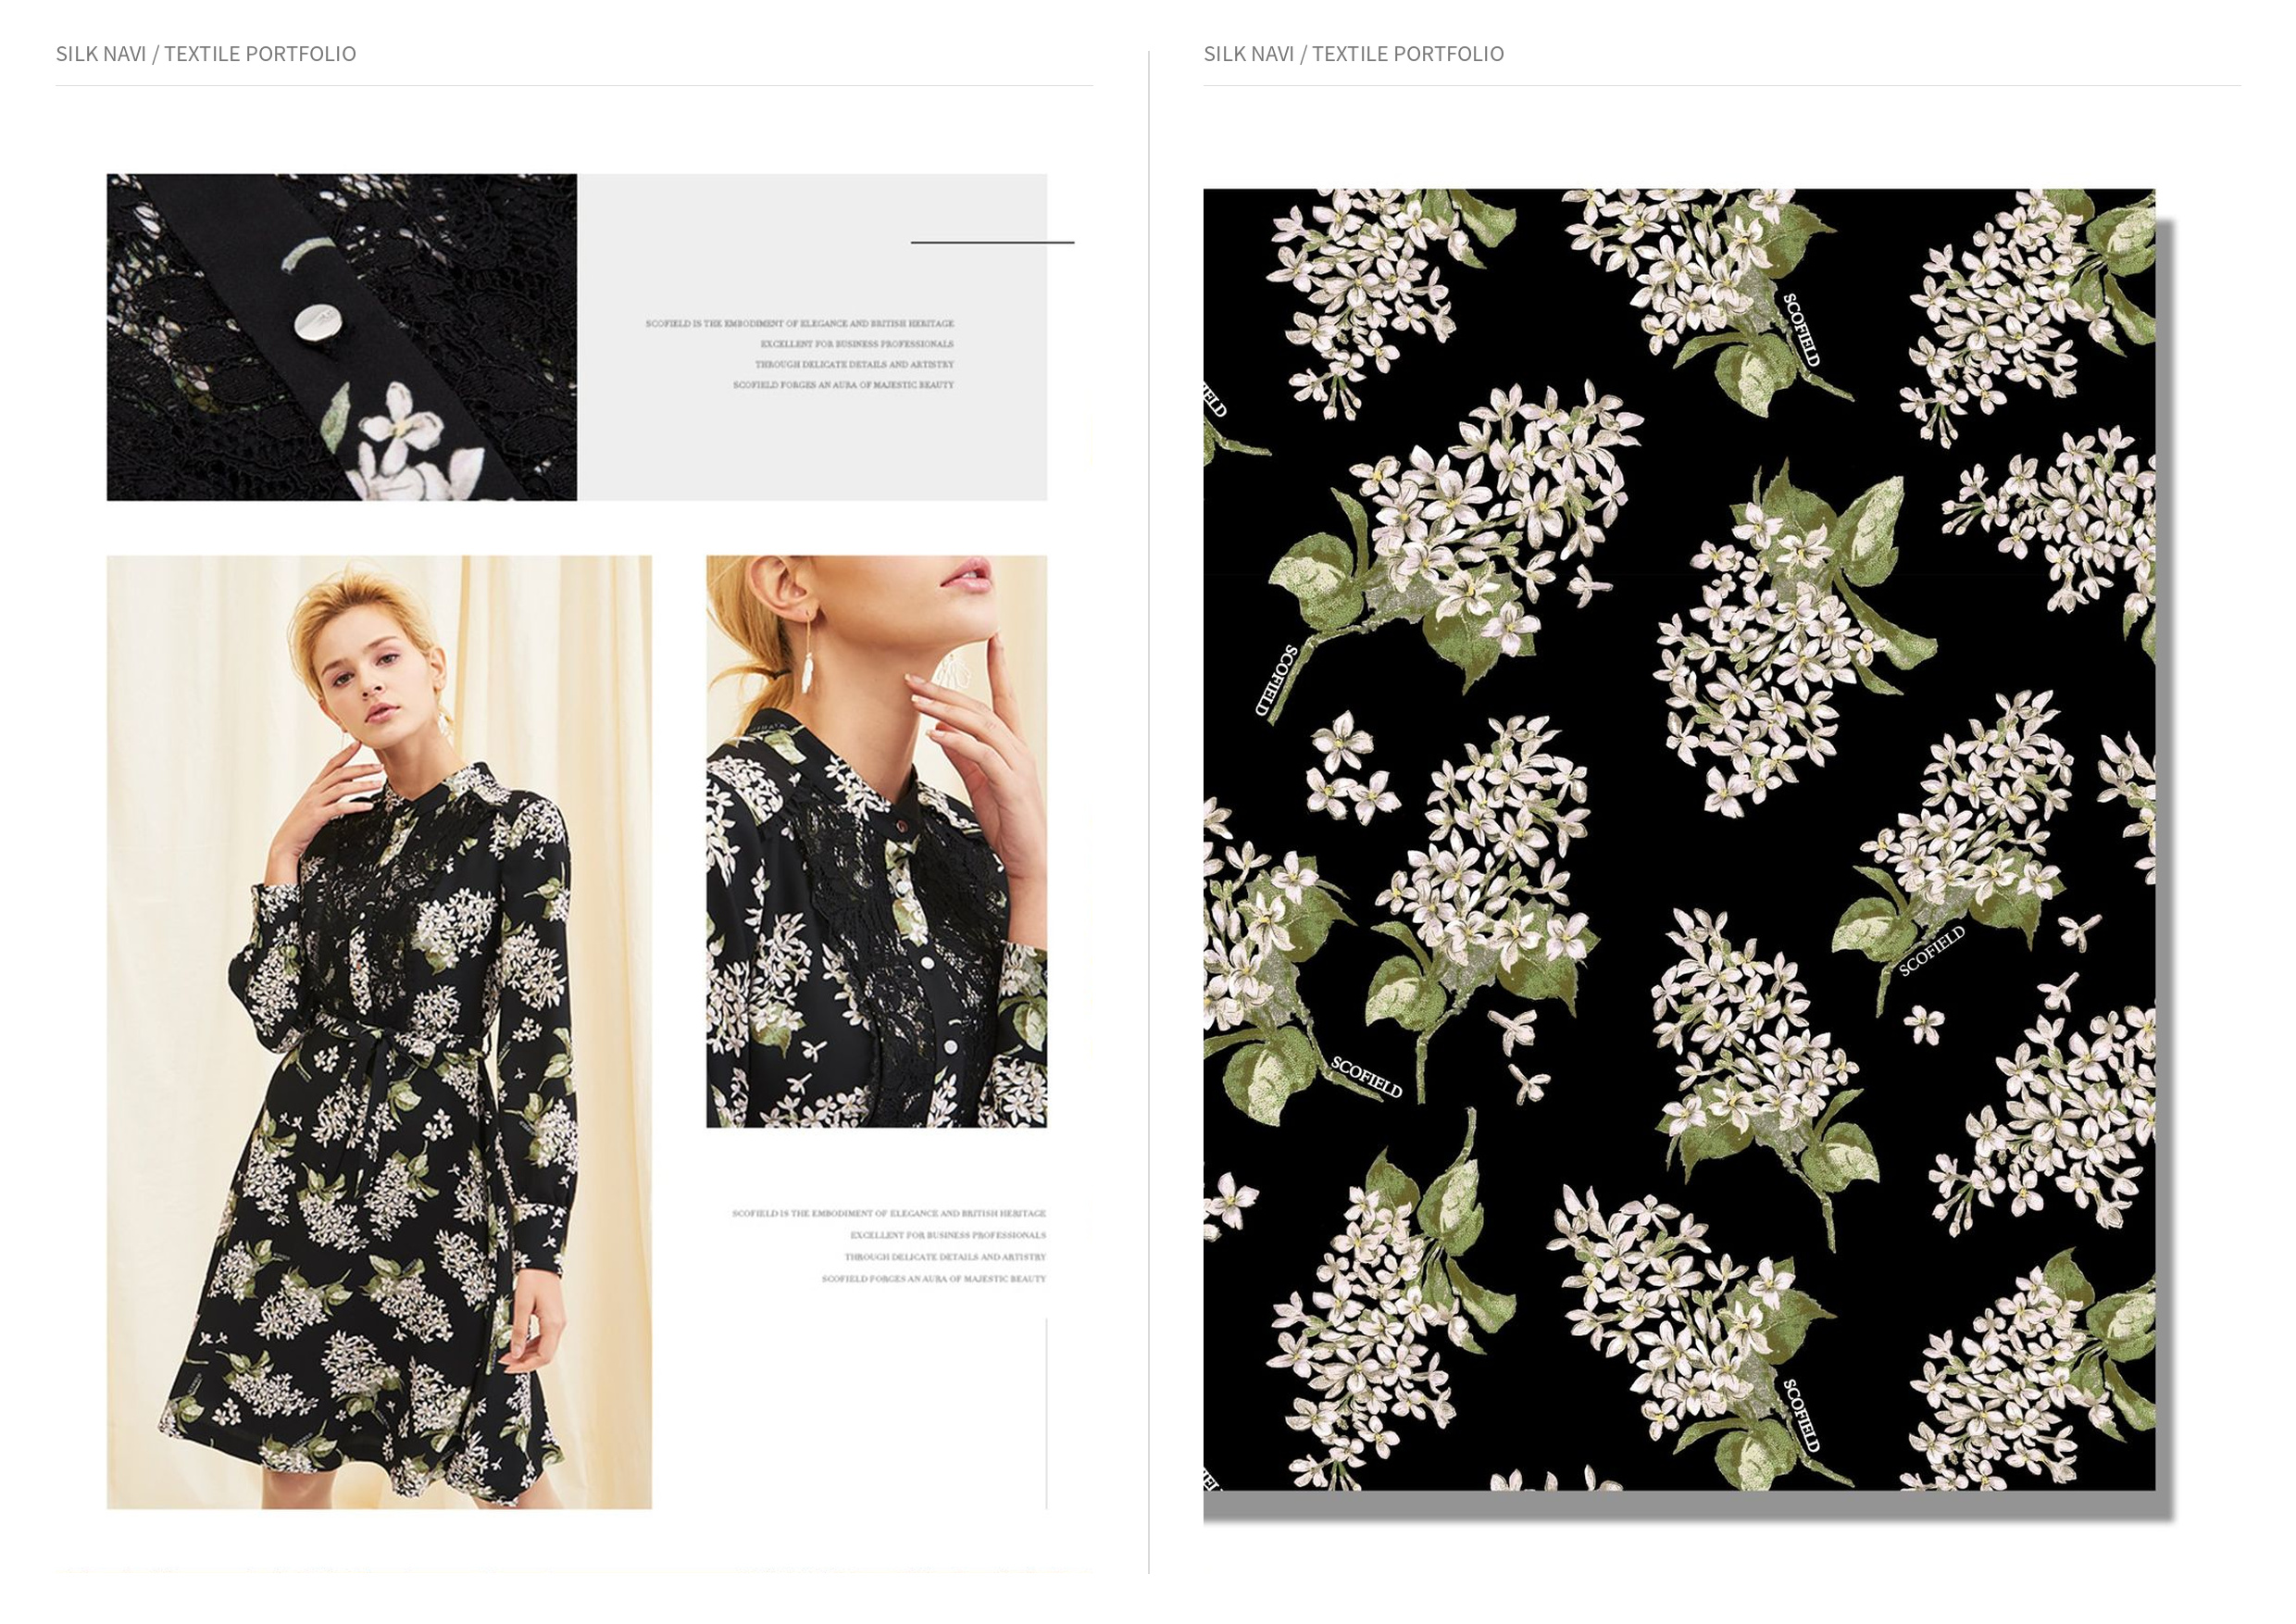 SILK NAVI / TEXTILE PORTFOLIO
SCOFIELD IS THE EMBODIMENT OF ELEGANCE AND BRITISH HERITAGE
EXCELLENT FOR BUSINESS PROFESSIONALS
THROUGH DELICATE DETAILS AND ARTISTRY
SCOFIELD FORGES AN AURA OF MAJESTIC BEAUTY
SCOFIELD IS THE EMBODIMENT OF ELEGANCE AND BRITISH HERITAGE
EXCELLENT FOR BUSINESS PROFESSIONALS
THROUGH DELICATE DETAILS AND ARTISTRY
SCOFIELD FORGES AN AURA OF MAJESTIC BEAUTY
SILK NAVI / TEXTILE PORTFOLIO
SCOFIELD
SCOFIELD
SCOFIELD
SCOFIELD
SCOFIELD